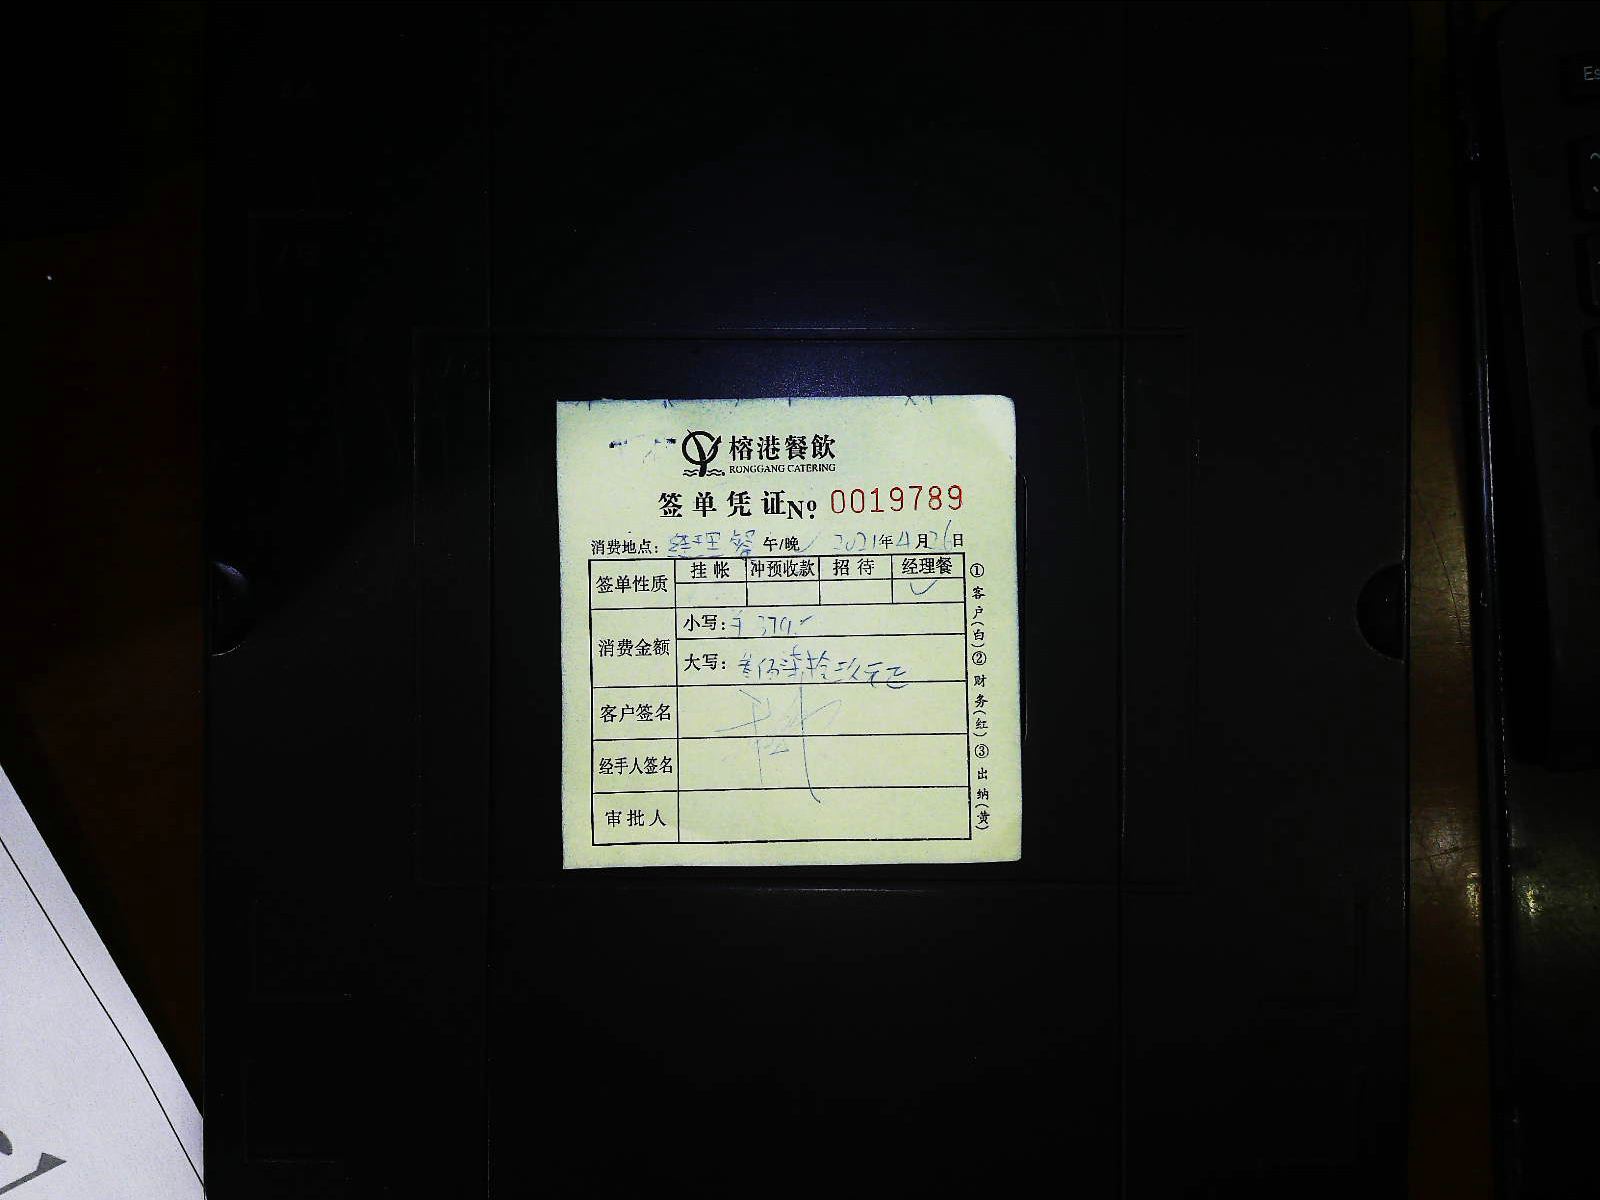 榕港餐飲
RONGGANG CATERING
签单凭证№ 0019789
消费地点：经理餐 午/晚✓ 2021年4月26日
签单性质 挂帐 冲预收款 招待 经理餐
✓
消费金额 小写：¥
大写：
客户签名
经手人签名
审批人
①客户（白）②财务（红）③出纳（黄）
Es